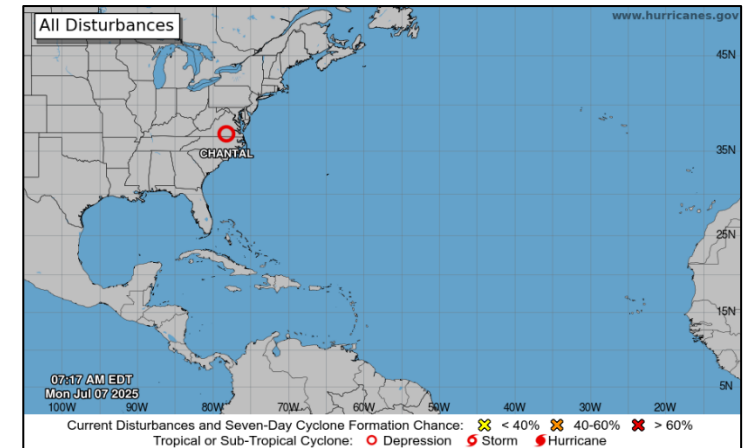 All Disturbances
www.hurricanes.gov
45N
35N
25N
15N
5N
CHANTAL
07:17 AM EDT
Mon Jul 07 2025
100W 90W 80W 70W 60W 50W 40W 30W 20W
Current Disturbances and Seven-Day Cyclone Formation Chance: < 40% 40-60% > 60%
Tropical or Sub-Tropical Cyclone: Depression Storm Hurricane